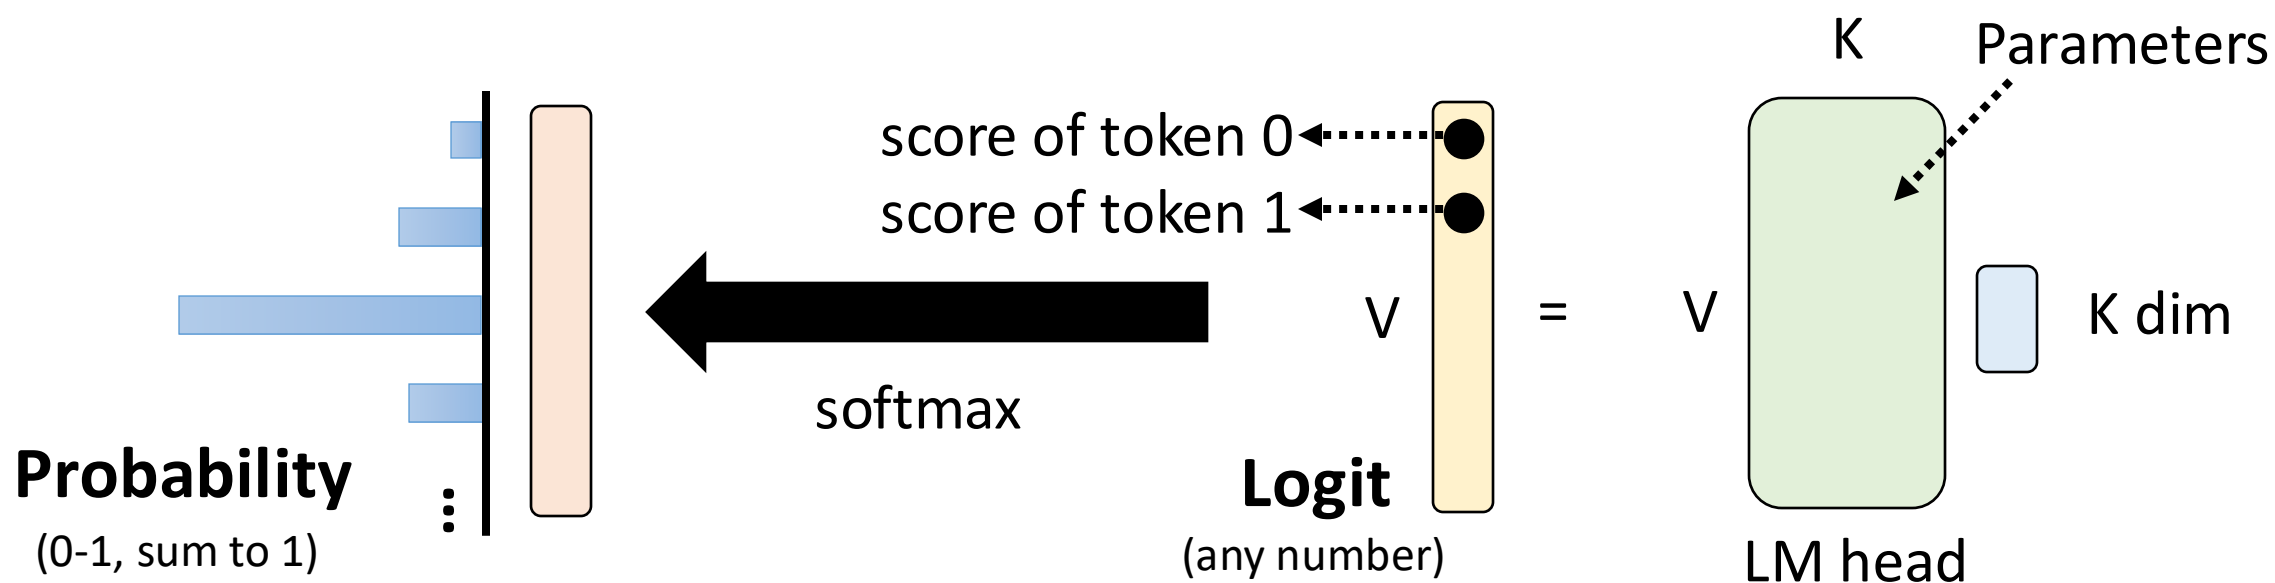 K
Parameters
score of token 0
score of token 1
V
=
V
K dim
softmax
Probability
(0-1, sum to 1)
Logit
(any number)
LM head